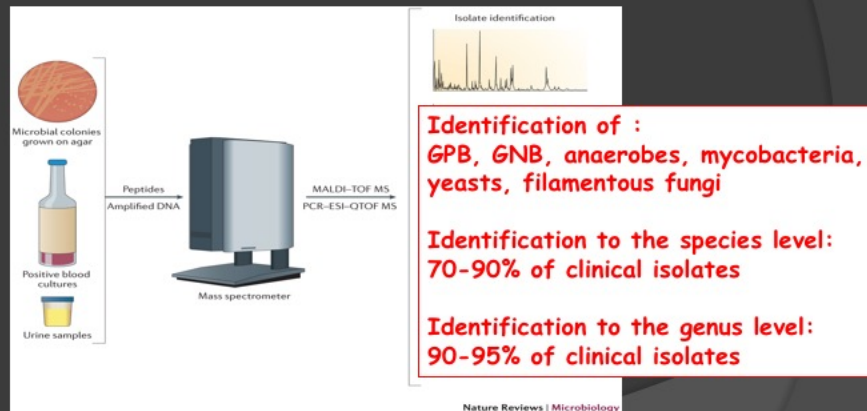 Isolate identification
Microbial colonies
grown on agar
Peptides
Amplified DNA
MALDI–TOF MS
PCR–ESI–QTOF MS
Positive blood
cultures
Mass spectrometer
Urine samples
Identification of :
GPB, GNB, anaerobes, mycobacteria,
yeasts, filamentous fungi
Identification to the species level:
70-90% of clinical isolates
Identification to the genus level:
90-95% of clinical isolates
Nature Reviews | Microbiology